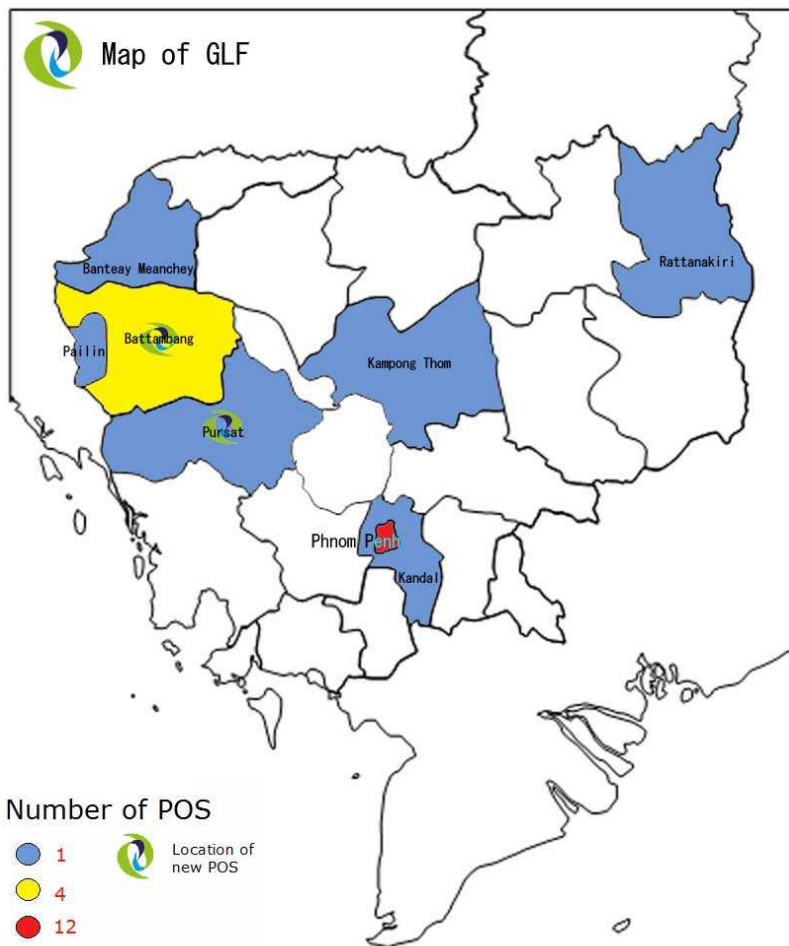 Map of GLF
Banteay Meanchey
Rattanakiri
Battambang
Pailin
Kampong Thom
Pursat
Phnom Penh
Kandal
Number of POS
1
Location of
new POS
4
12